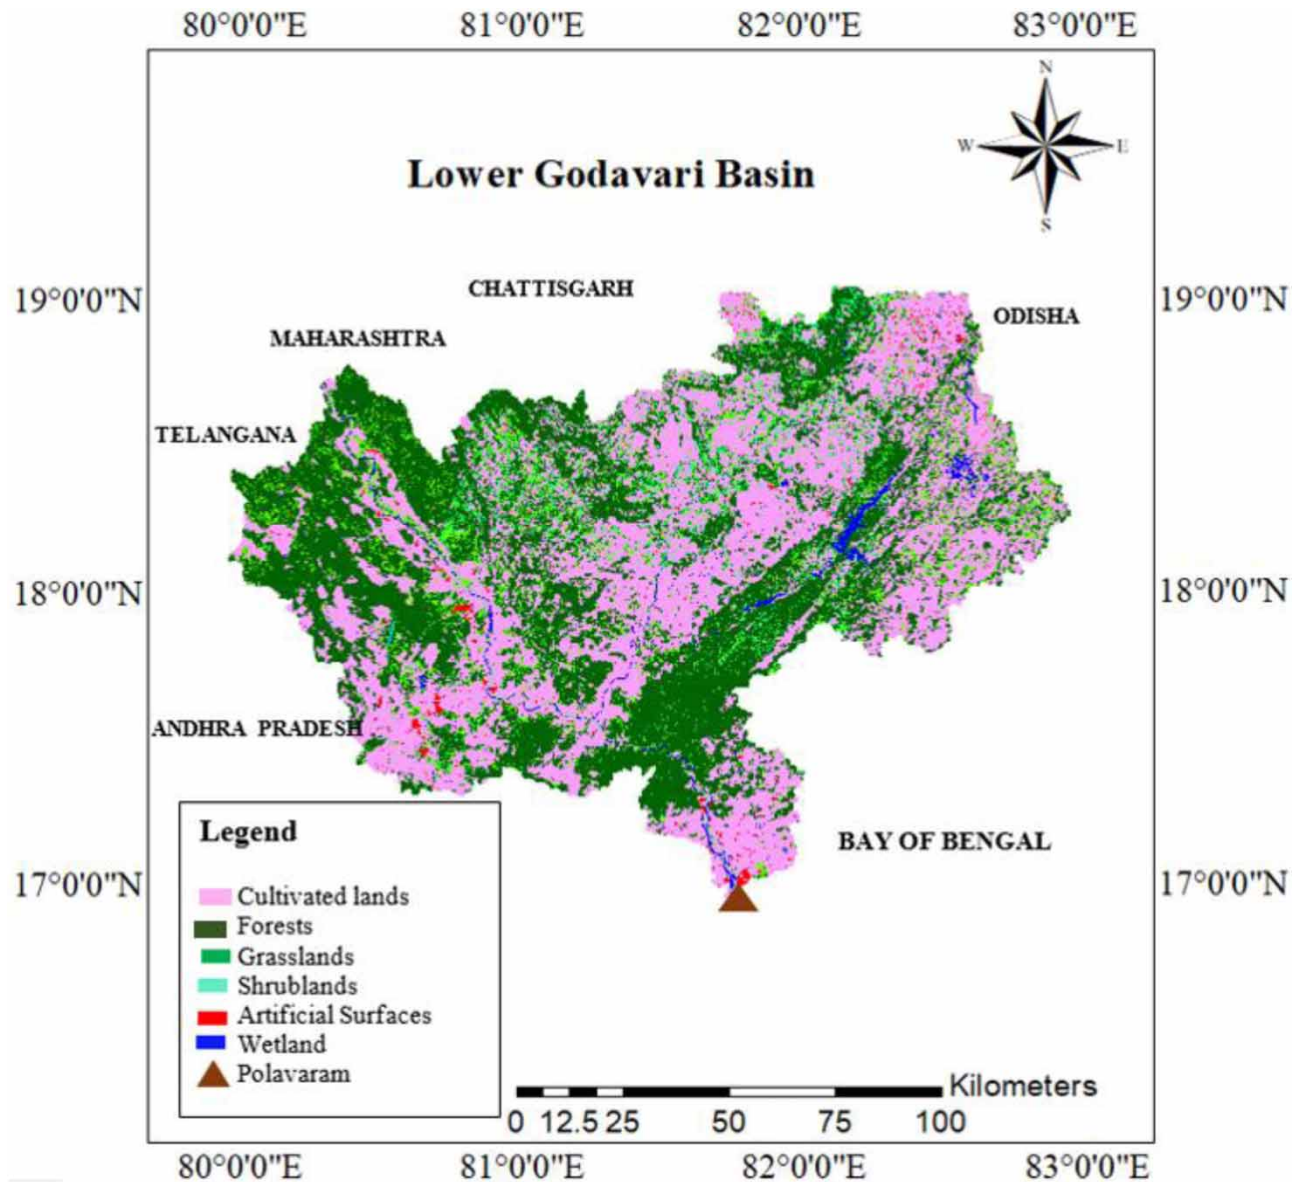 80°0'0"E 81°0'0"E 82°0'0"E 83°0'0"E
N
W E
S
Lower Godavari Basin
CHATTISGARH
19°0'0"N 19°0'0"N
ODISHA
MAHARASHTRA
TELANGANA
18°0'0"N 18°0'0"N
ANDHRA PRADESH
BAY OF BENGAL
17°0'0"N 17°0'0"N
Legend
Cultivated lands
Forests
Grasslands
Shrublands
Artificial Surfaces
Wetland
Polavaram
Kilometers
0 12.5 25 50 75 100
80°0'0"E 81°0'0"E 82°0'0"E 83°0'0"E